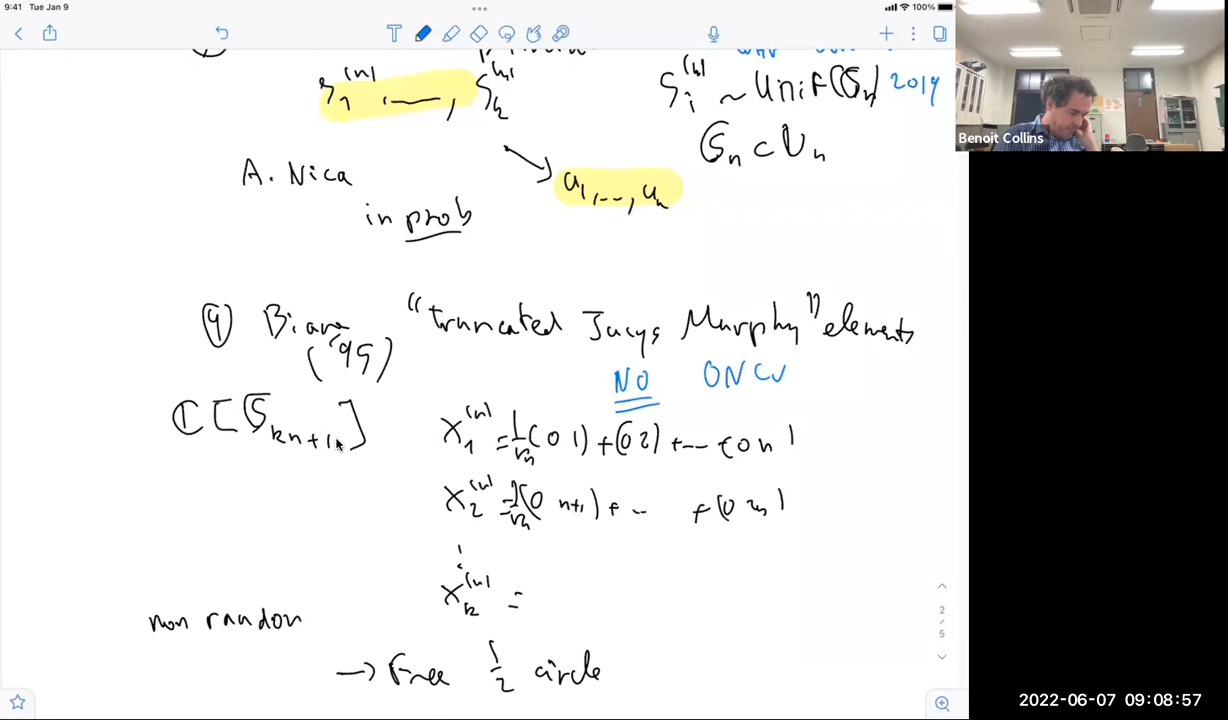 9:41 Tue Jan 9
100%
S_1^(n), —, S_k^(n)
S_i^(n) ~ Unif(S_n) 2019
S_n ⊂ U_n
A. Nica
u_1, --, u_k
in prob
④ Biane "truncated Jucys Murphy" elements
('95)
NO ONCV
C[S_kn+1]
X_1^(n) = 1/√n (0 1) + (0 2) + -- + (0 n)
X_2^(n) = 1/√n (0 n+1) + -- + (0 2n)
⋮
X_k^(n) =
non random
→ Free 1/2 circle
Benoit Collins
2
/
5
2022-06-07 09:08:57